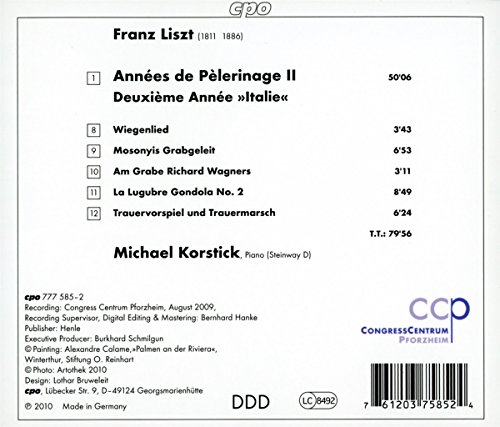 cpo
Franz Liszt (1811 1886)
1 Années de Pèlerinage II 50'06
Deuxième Année »Italie«
8 Wiegenlied 3'43
9 Mosonyis Grabgeleit 6'53
10 Am Grabe Richard Wagners 3'11
11 La Lugubre Gondola No. 2 8'49
12 Trauervorspiel und Trauermarsch 6'24
T.T.: 79'56
Michael Korstick, Piano (Steinway D)
cpo 777 585-2
Recording: Congress Centrum Pforzheim, August 2009,
Recording Supervisor, Digital Editing & Mastering: Bernhard Hanke
Publisher: Henle
Executive Producer: Burkhard Schmilgun
© Painting: Alexandre Calame, »Palmen an der Riviera«,
Winterthur, Stiftung O. Reinhart
© Photo: Artothek 2010
Design: Lothar Bruweleit
cpo, Lübecker Str. 9, D-49124 Georgsmarienhütte
℗ 2010 Made in Germany
ccp
CONGRESSCENTRUM
PFORZHEIM
DDD
LC 8492
7 61203 75852 4